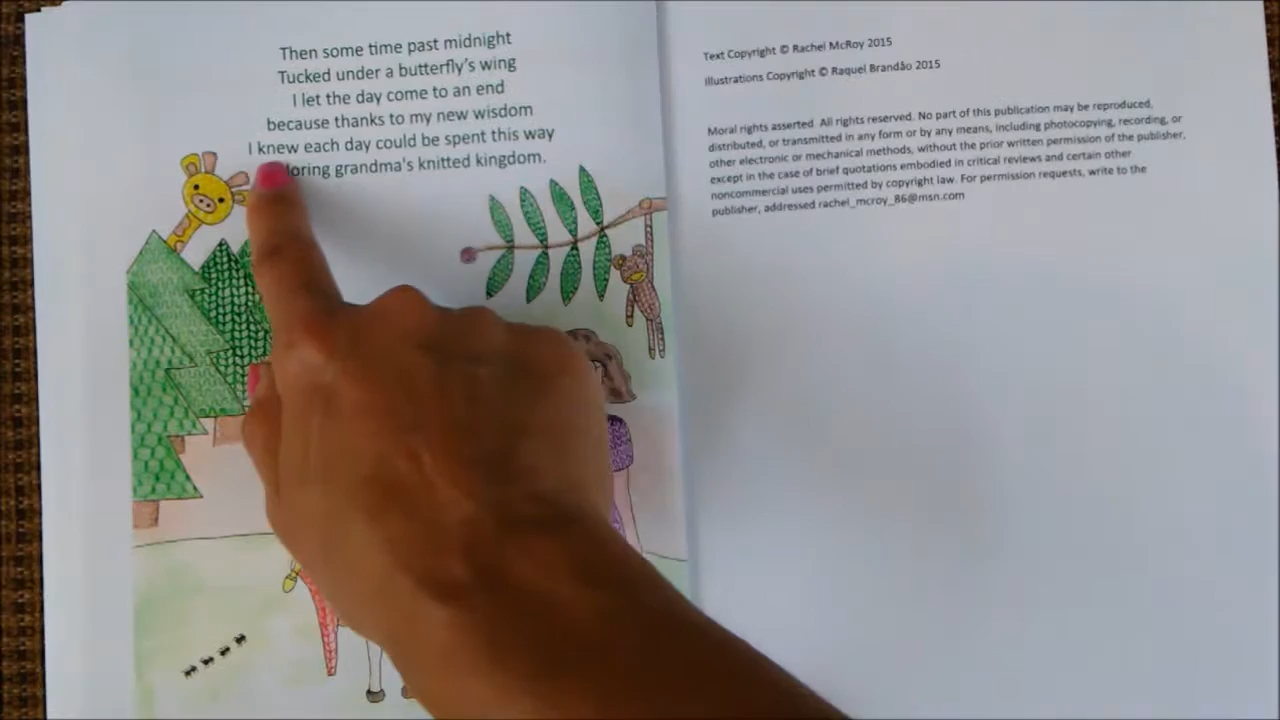 Then some time past midnight
Tucked under a butterfly's wing
I let the day come to an end
because thanks to my new wisdom
I knew each day could be spent this way
grandma's knitted kingdom.
Text Copyright © Rachel McRoy 2015
Illustrations Copyright © Raquel Brandão 2015
Moral rights asserted. All rights reserved. No part of this publication may be reproduced,
distributed, or transmitted in any form or by any means, including photocopying, recording, or
other electronic or mechanical methods, without the prior written permission of the publisher,
except in the case of brief quotations embodied in critical reviews and certain other
noncommercial uses permitted by copyright law. For permission requests, write to the
publisher, addressed rachel_mcroy_86@msn.com